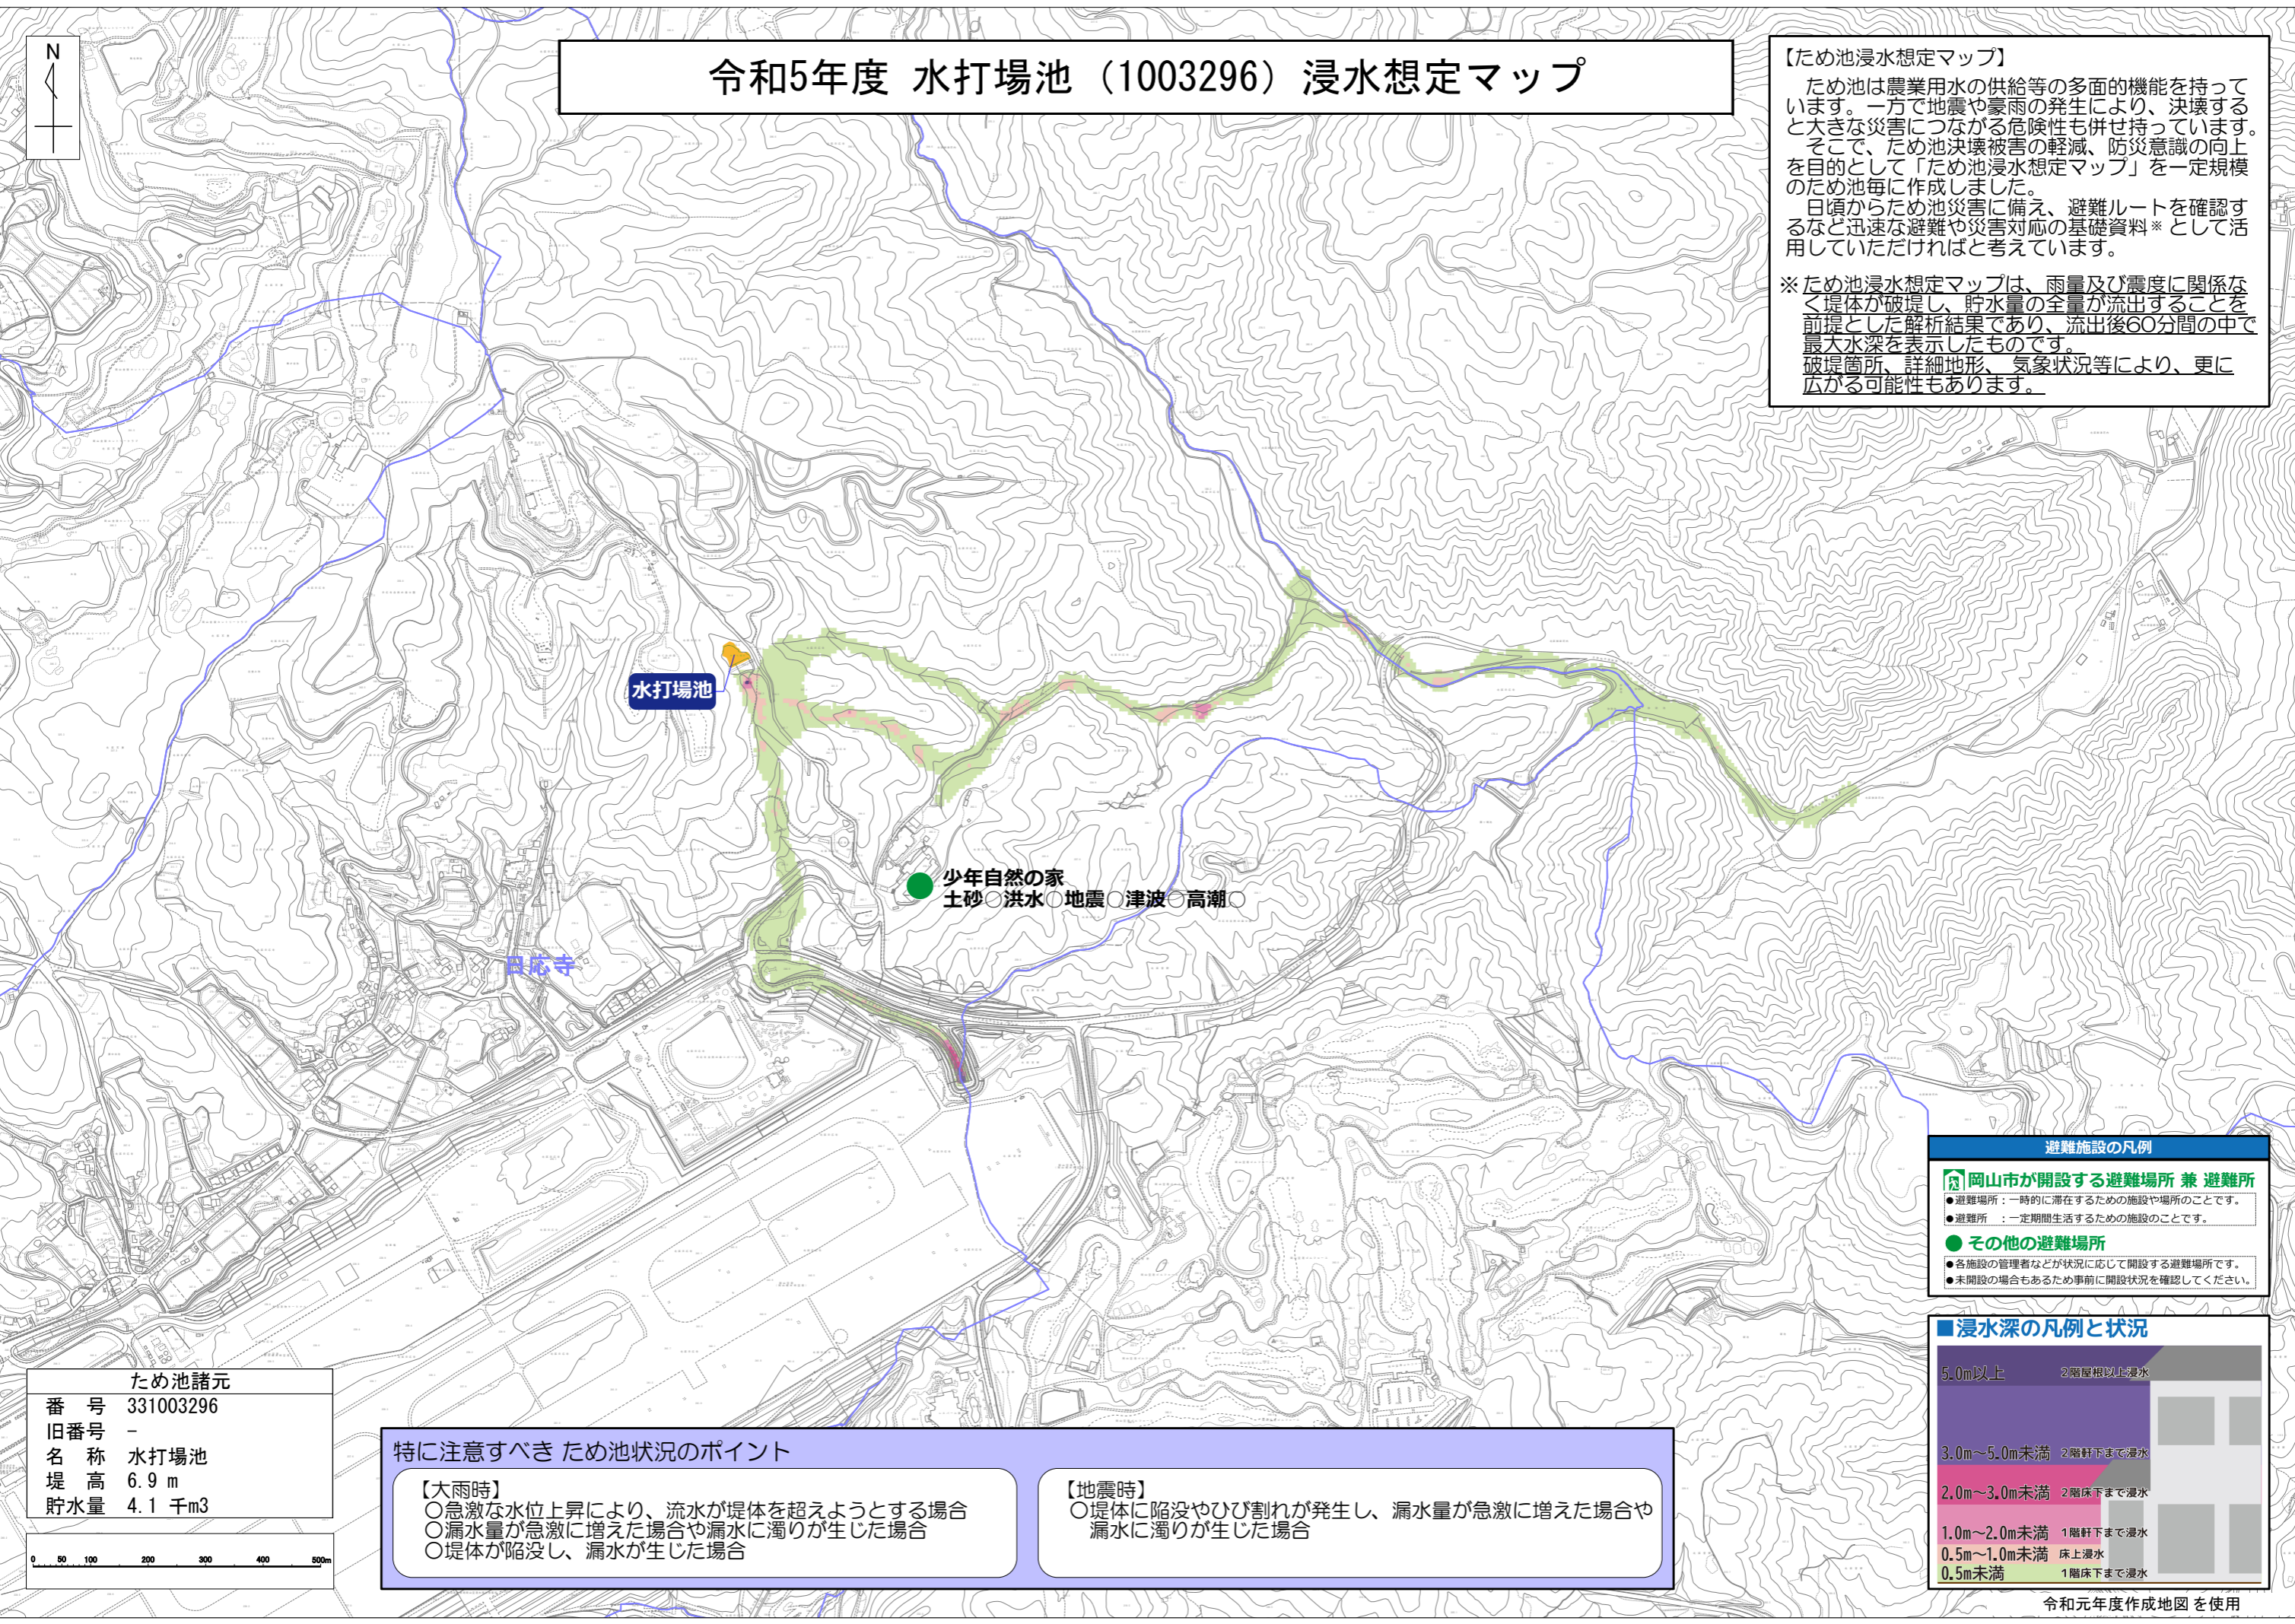 N
令和5年度 水打場池（1003296）浸水想定マップ
【ため池浸水想定マップ】
ため池は農業用水の供給等の多面的機能を持って
います。一方で地震や豪雨の発生により、決壊する
と大きな災害につながる危険性も併せ持っています。
そこで、ため池決壊被害の軽減、防災意識の向上
を目的として「ため池浸水想定マップ」を一定規模
のため池毎に作成しました。
日頃からため池災害に備え、避難ルートを確認す
るなど迅速な避難や災害対応の基礎資料※として活
用していただければと考えています。
※ため池浸水想定マップは、雨量及び震度に関係な
く堤体が破堤し、貯水量の全量が流出することを
前提とした解析結果であり、流出後60分間の中で
最大水深を表示したものです。
破堤箇所、詳細地形、気象状況等により、更に
広がる可能性もあります。
水打場池
少年自然の家
土砂○洪水○地震○津波○高潮○
日応寺
避難施設の凡例
岡山市が開設する避難場所 兼 避難所
●避難場所：一時的に滞在するための施設や場所のことです。
●避難所　：一定期間生活するための施設のことです。
● その他の避難場所
●各施設の管理者などが状況に応じて開設する避難場所です。
●未開設の場合もあるため事前に開設状況を確認してください。
■浸水深の凡例と状況
5.0m以上 2階屋根以上浸水
3.0m～5.0m未満 2階軒下まで浸水
2.0m～3.0m未満 2階床下まで浸水
1.0m～2.0m未満 1階軒下まで浸水
0.5m～1.0m未満 床上浸水
0.5m未満 1階床下まで浸水
ため池諸元
番　号 331003296
旧番号 -
名　称 水打場池
堤　高 6.9 m
貯水量 4.1 千m3
0 50 100 200 300 400 500m
特に注意すべき ため池状況のポイント
【大雨時】
○急激な水位上昇により、流水が堤体を超えようとする場合
○漏水量が急激に増えた場合や漏水に濁りが生じた場合
○堤体が陥没し、漏水が生じた場合
【地震時】
○堤体に陥没やひび割れが発生し、漏水量が急激に増えた場合や
漏水に濁りが生じた場合
令和元年度作成地図を使用